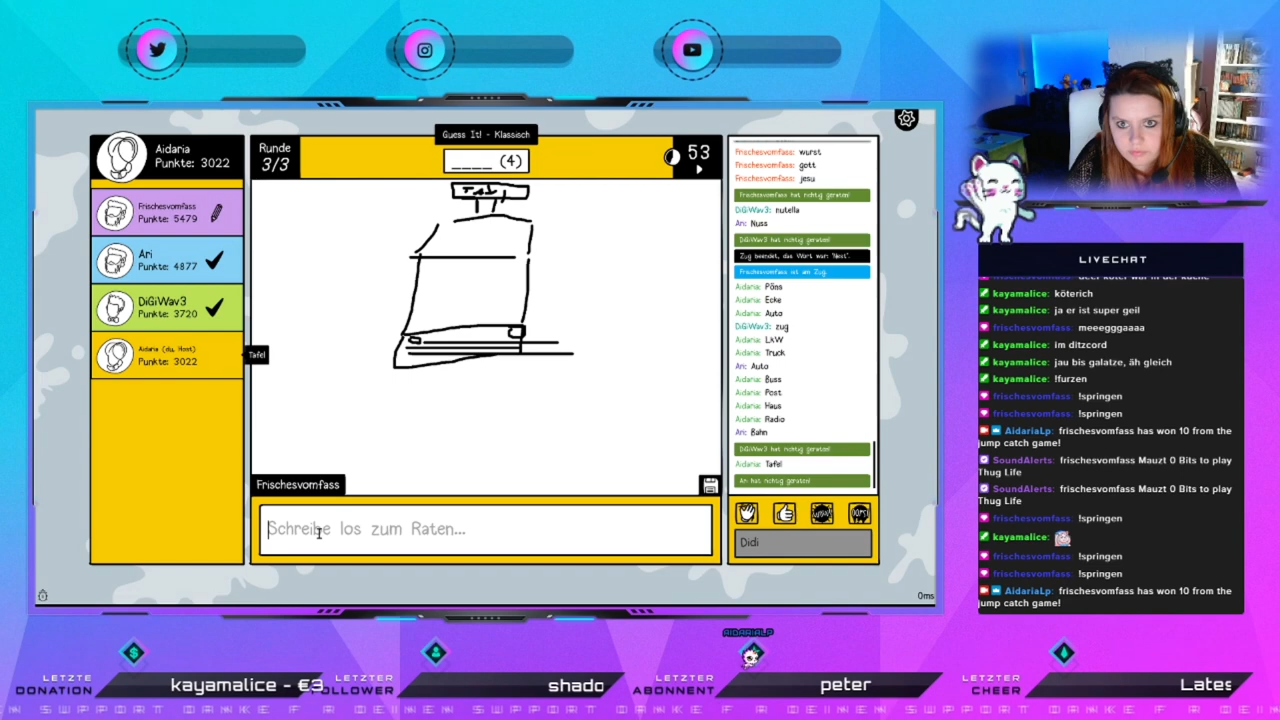 Guess It! - Klassisch
____ (4)
Runde
3/3
53
Aidaria
Punkte: 3022
Frischesvomfass
Punkte: 5479
Ari
Punkte: 4877
DiGiWav3
Punkte: 3720
Aidaria (du, Host)
Punkte: 3022
Tafel
Frischesvomfass
Schreibe los zum Raten...
Frischesvomfass: wurst
Frischesvomfass: gott
Frischesvomfass: jesu
Frischesvomfass hat richtig geraten!
DiGiWav3: nutella
Ari: Nuss
DiGiWav3 hat richtig geraten!
Zug beendet, das Wort war: 'Nest'.
Frischesvomfass ist am Zug.
Aidaria: Pöns
Aidaria: Ecke
Aidaria: Auto
DiGiWav3: zug
Aidaria: LKW
Aidaria: Truck
Ari: Auto
Aidaria: Buss
Aidaria: Post
Aidaria: Haus
Aidaria: Radio
Ari: Bahn
DiGiWav3 hat richtig geraten!
Aidaria: Tafel
Ari hat richtig geraten!
Didi
0ms
LIVECHAT
kayamalice: köterich
kayamalice: ja er ist super geil
frischesvomfass: meeegggaaaa
kayamalice: im ditzcord
kayamalice: jau bis galatze, äh gleich
kayamalice: !furzen
frischesvomfass: !springen
frischesvomfass: !springen
AidariaLp: frischesvomfass has won 10 from the
jump catch game!
SoundAlerts: frischesvomfass Mauzt 0 Bits to play
Thug Life
SoundAlerts: frischesvomfass Mauzt 0 Bits to play
Thug Life
frischesvomfass: !springen
kayamalice:
frischesvomfass: !springen
frischesvomfass: !springen
AidariaLp: frischesvomfass has won 10 from the
jump catch game!
AIDARIALP
LETZTE
DONATION
kayamalice - €3
LETZTER
FOLLOWER
shado
LETZTER
ABONNENT
peter
LETZTER
CHEER
Lates